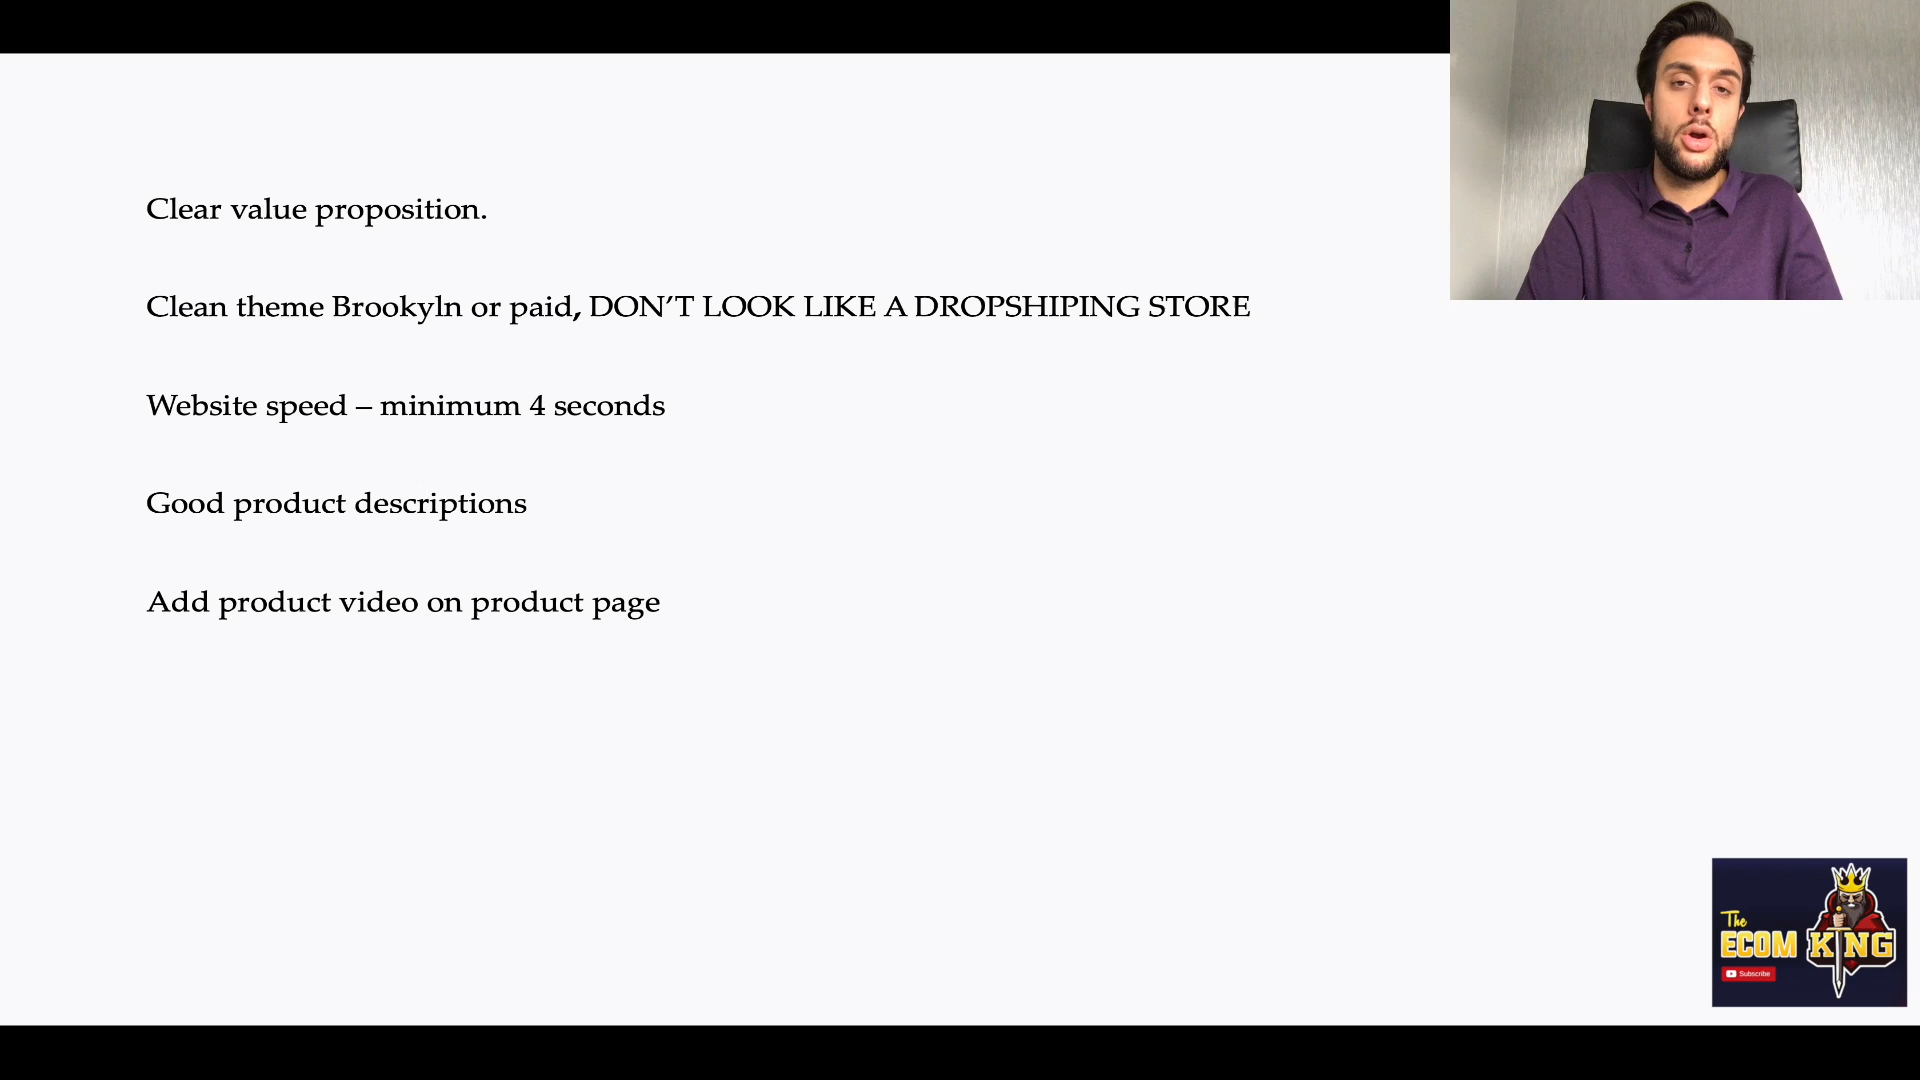 Clear value proposition.
Clean theme Brookyln or paid, DON’T LOOK LIKE A DROPSHIPING STORE
Website speed – minimum 4 seconds
Good product descriptions
Add product video on product page
The
ECOM KING
Subscribe